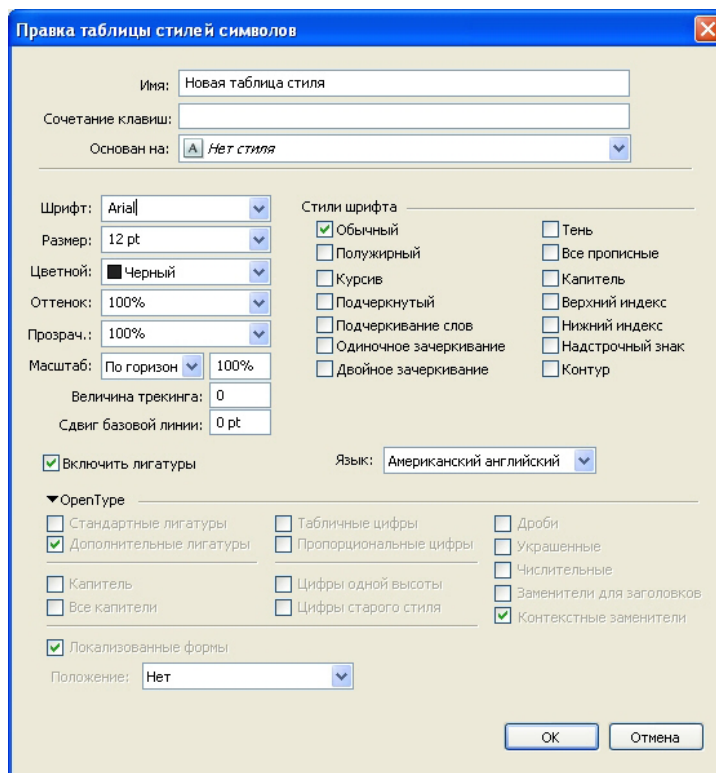 Правка таблицы стилей символов
Имя: Новая таблица стиля
Сочетание клавиш:
Основан на: A Нет стиля
Шрифт: Arial
Размер: 12 pt
Цветной: Черный
Оттенок: 100%
Прозрач.: 100%
Масштаб: По горизон 100%
Величина трекинга: 0
Сдвиг базовой линии: 0 pt
Стили шрифта
Обычный Тень
Полужирный Все прописные
Курсив Капитель
Подчеркнутый Верхний индекс
Подчеркивание слов Нижний индекс
Одиночное зачеркивание Надстрочный знак
Двойное зачеркивание Контур
Включить лигатуры Язык: Американский английский
OpenType
Стандартные лигатуры Табличные цифры Дроби
Дополнительные лигатуры Пропорциональные цифры Украшенные
Числительные
Капитель Цифры одной высоты Заменители для заголовков
Все капители Цифры старого стиля Контекстные заменители
Локализованные формы
Положение: Нет
OK Отмена